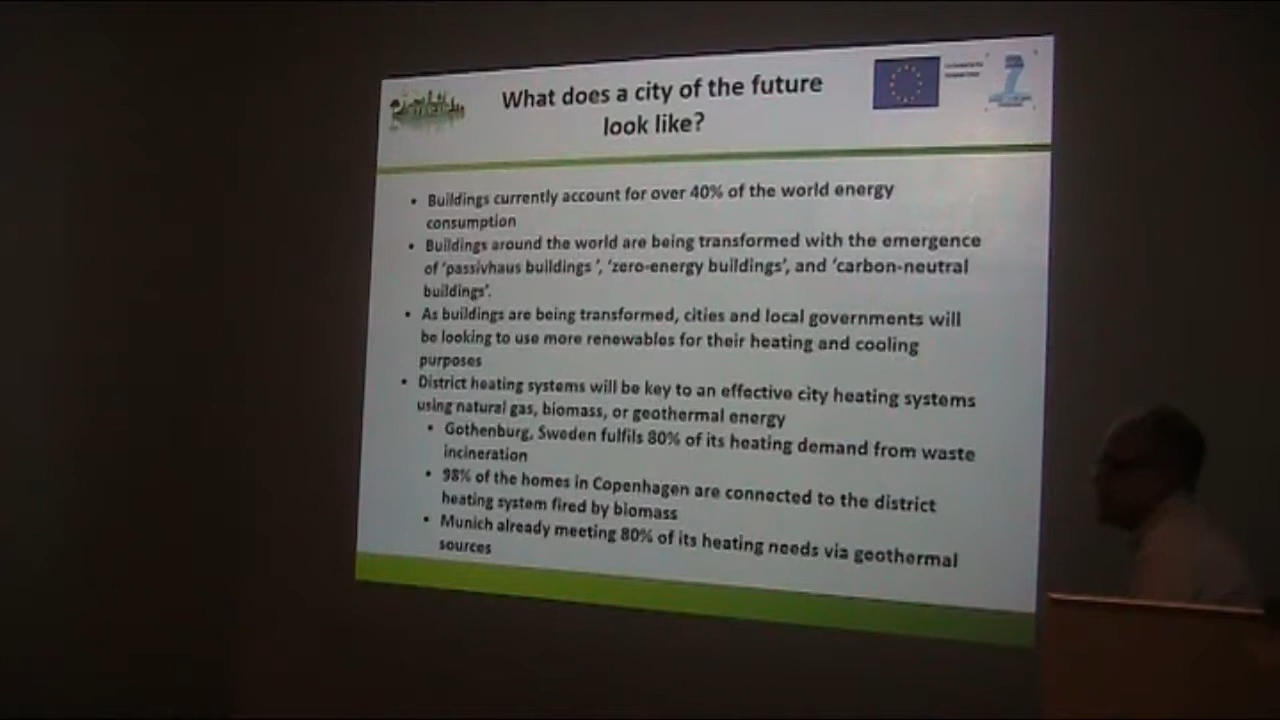 What does a city of the future
look like?
• Buildings currently account for over 40% of the world energy
consumption
• Buildings around the world are being transformed with the emergence
of 'passivhaus buildings ', 'zero-energy buildings', and 'carbon-neutral
buildings'.
• As buildings are being transformed, cities and local governments will
be looking to use more renewables for their heating and cooling
purposes
• District heating systems will be key to an effective city heating systems
using natural gas, biomass, or geothermal energy
• Gothenburg, Sweden fulfils 80% of its heating demand from waste
incineration
• 98% of the homes in Copenhagen are connected to the district
heating system fired by biomass
• Munich already meeting 80% of its heating needs via geothermal
sources